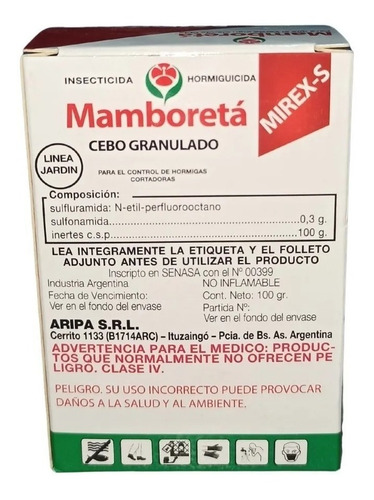 Mamboretá
INSECTICIDA HORMIGUICIDA
Mamboretá
MIREX-S
CEBO GRANULADO
LINEA
JARDIN
PARA EL CONTROL DE HORMIGAS
CORTADORAS
Composición:
sulfluramida: N-etil-perfluorooctano
sulfonamida 0,3 g.
inertes c.s.p. 100 g.
LEA INTEGRAMENTE LA ETIQUETA Y EL FOLLETO
ADJUNTO ANTES DE UTILIZAR EL PRODUCTO
Inscripto en SENASA con el Nº 00399
Industria Argentina NO INFLAMABLE
Fecha de Vencimiento: Cont. Neto: 100 gr.
Ver en el fondo del envase Partida Nº:
Ver en el fondo del envase
ARIPA S.R.L.
Cerrito 1133 (B1714ARC) - Ituzaingó - Pcia. de Bs. As. Argentina
ADVERTENCIA PARA EL MEDICO: PRODUC-
TOS QUE NORMALMENTE NO OFRECEN PE
LIGRO. CLASE IV.
PELIGRO. SU USO INCORRECTO PUEDE PROVOCAR
DAÑOS A LA SALUD Y AL AMBIENTE.